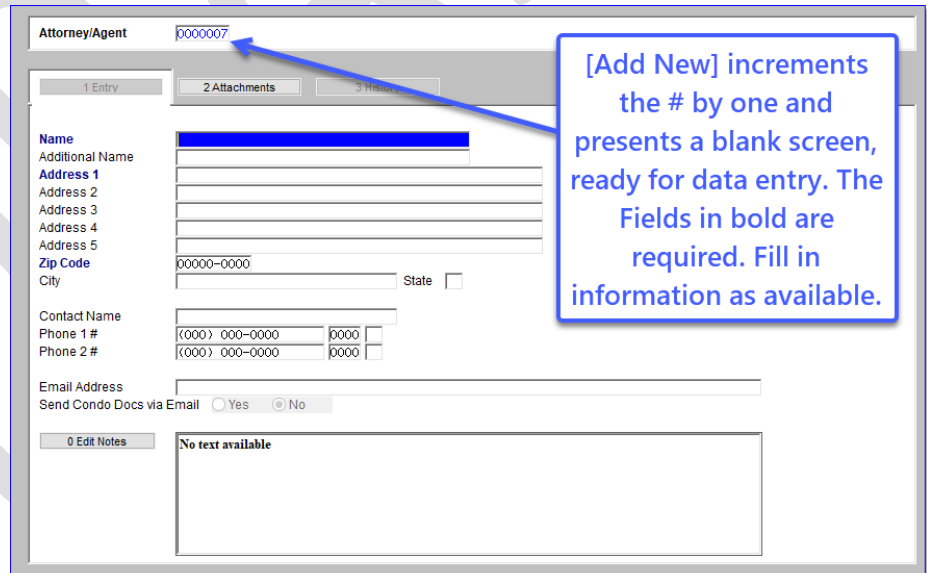 Attorney/Agent 0000007
[Add New] increments
the # by one and
presents a blank screen,
ready for data entry. The
Fields in bold are
required. Fill in
information as available.
1 Entry 2 Attachments 3 History
Name
Additional Name
Address 1
Address 2
Address 3
Address 4
Address 5
Zip Code 00000-0000
City State
Contact Name
Phone 1 # (000) 000-0000 0000
Phone 2 # (000) 000-0000 0000
Email Address
Send Condo Docs via Email Yes No
0 Edit Notes No text available